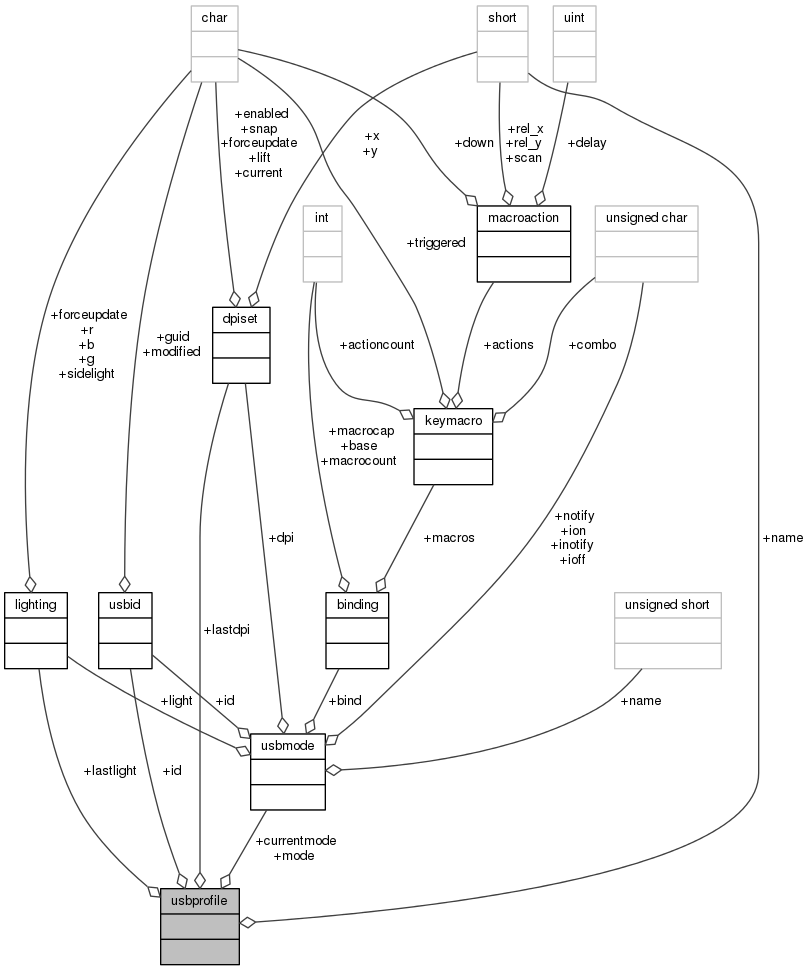 char
short
uint
+enabled
+snap
+forceupdate
+lift
+current
+x
+y
+down
+rel_x
+rel_y
+scan
+delay
int
macroaction
unsigned char
+triggered
dpiset
+forceupdate
+r
+b
+g
+sidelight
+guid
+modified
+actioncount
+actions
+combo
keymacro
+macrocap
+base
+macrocount
+dpi
+macros
+notify
+ion
+inotify
+ioff
+name
lighting
usbid
binding
unsigned short
+lastdpi
+light
+id
+bind
+name
usbmode
+lastlight
+id
+currentmode
+mode
usbprofile